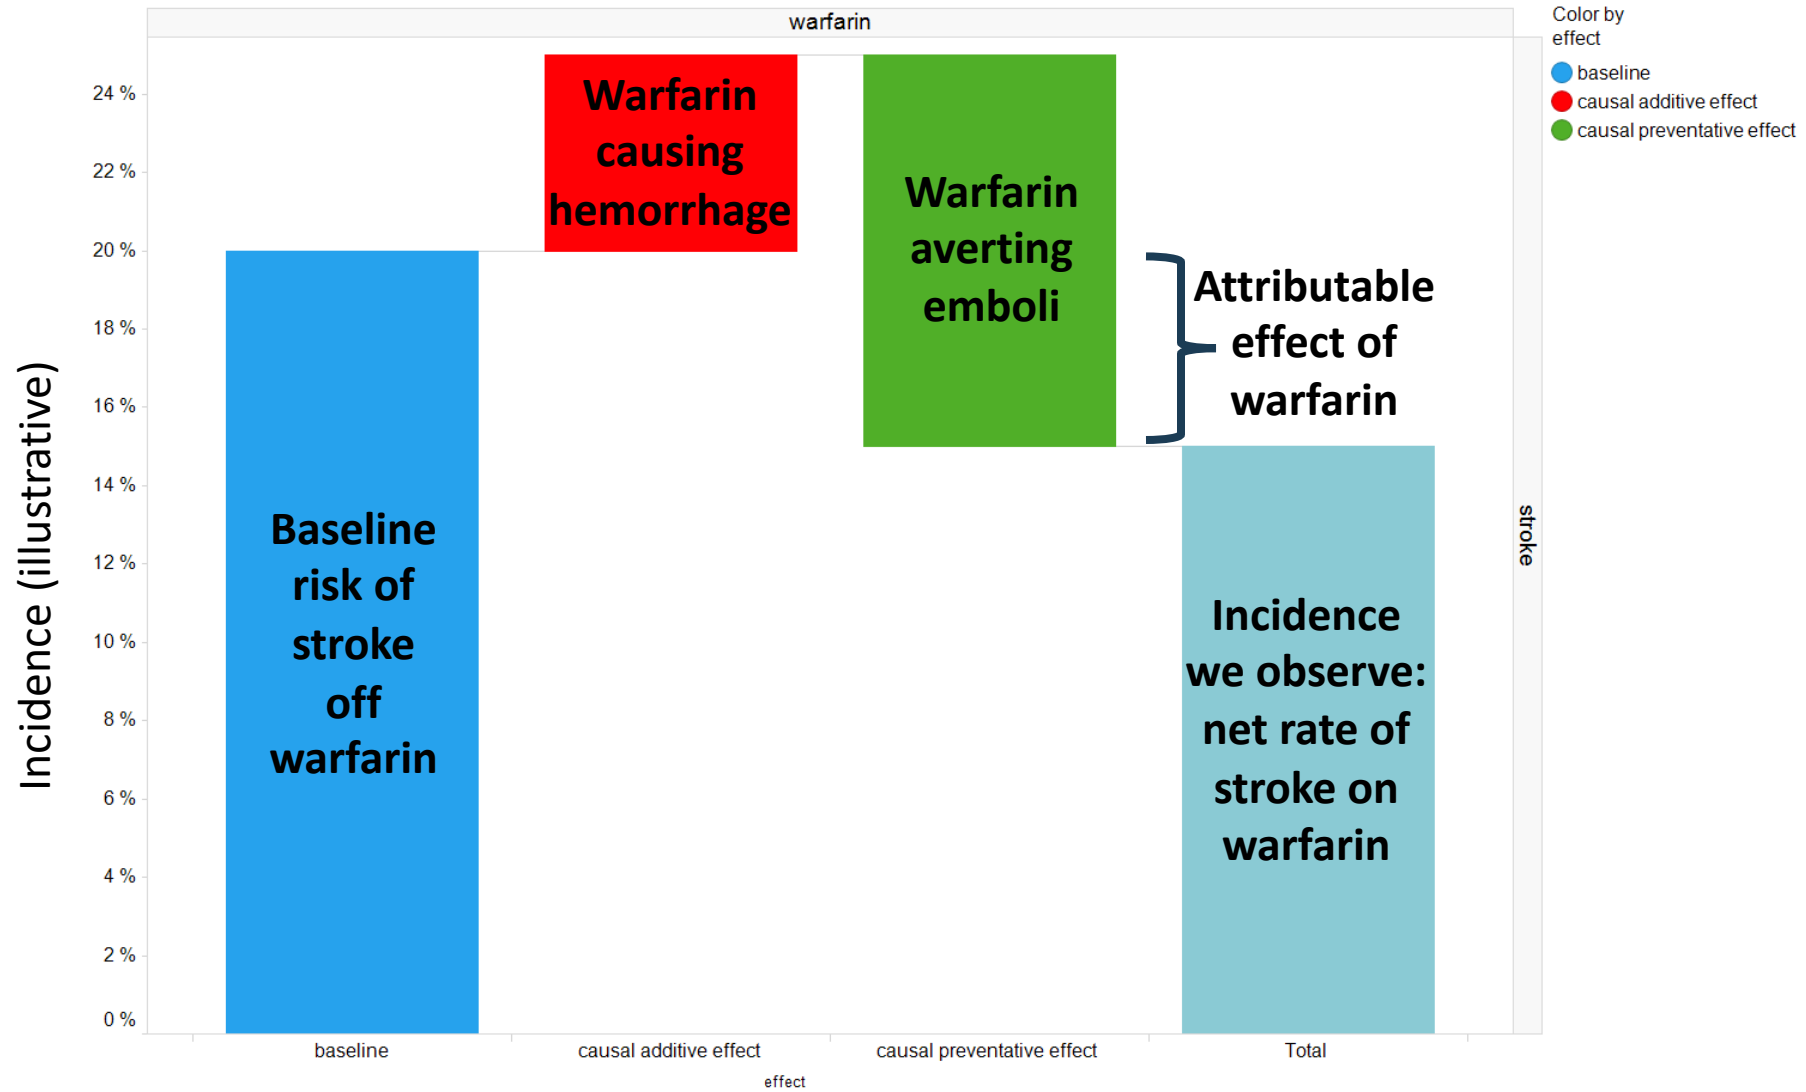 warfarin
Color by
effect
baseline
causal additive effect
causal preventative effect
Incidence (illustrative)
24 %
22 %
20 %
18 %
16 %
14 %
12 %
10 %
8 %
6 %
4 %
2 %
0 %
Baseline
risk of
stroke
off
warfarin
Warfarin
causing
hemorrhage
Warfarin
averting
emboli
Attributable
effect of
warfarin
Incidence
we observe:
net rate of
stroke on
warfarin
stroke
baseline
causal additive effect
causal preventative effect
Total
effect